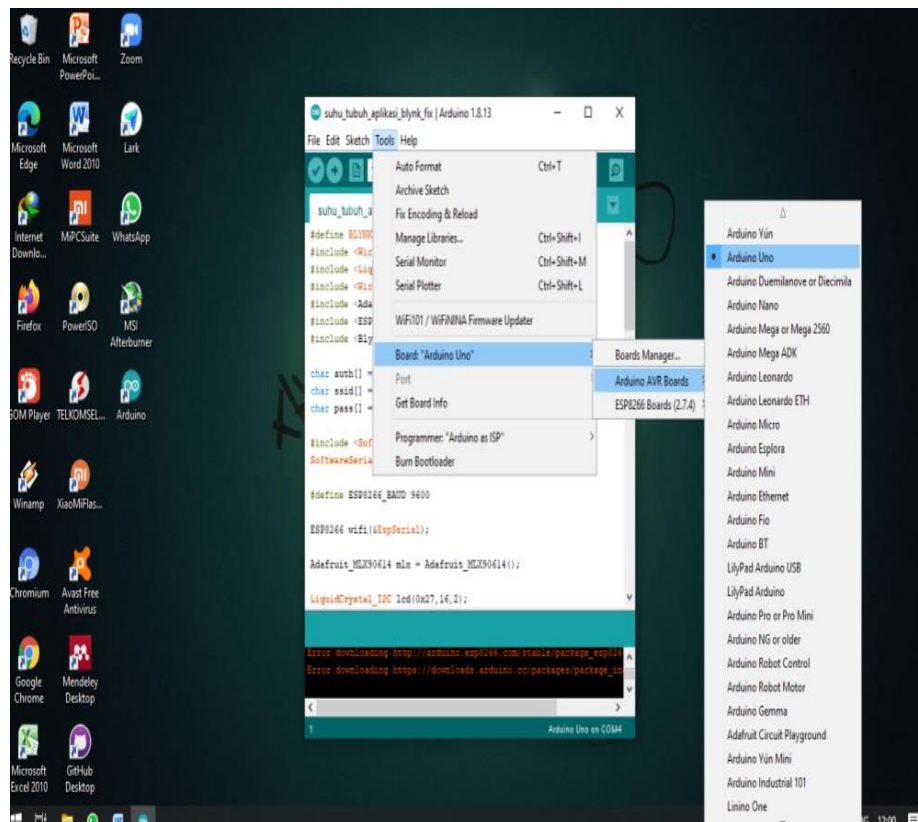 Recycle Bin
Microsoft
PowerPoi...
Zoom
Microsoft
Edge
Microsoft
Word 2010
Lark
Internet
Downlo...
MiPCSuite
WhatsApp
Firefox
PowerISO
MSI
Afterburner
GOM Player
TELKOMSEL...
Arduino
Winamp
XiaoMiFlas...
Chromium
Avast Free
Antivirus
Google
Chrome
Mendeley
Desktop
Microsoft
Excel 2010
GitHub
Desktop
suhu_tubuh_aplikasi_blynk_fix | Arduino 1.8.13
File Edit Sketch Tools Help
suhu_tubuh_a
#define BLYNK
#include <Wir
#include <Liq
#include <Wir
#include <Ada
#include <ESP
#include <Bly
char auth[] =
char ssid[] =
char pass[] =
#include <Sof
SoftwareSeria
#define ESP8266_BAUD 9600
ESP8266 wifi(&EspSerial);
Adafruit_MLX90614 mlx = Adafruit_MLX90614();
LiquidCrystal_I2C lcd(0x27,16,2);
Error downloading http://arduino.esp8266.com/stable/package_esp826
Error downloading https://downloads.arduino.cc/packages/package_in
1
Arduino Uno on COM4
Auto Format Ctrl+T
Archive Sketch
Fix Encoding & Reload
Manage Libraries... Ctrl+Shift+I
Serial Monitor Ctrl+Shift+M
Serial Plotter Ctrl+Shift+L
WiFi101 / WiFiNINA Firmware Updater
Board: "Arduino Uno"
Port
Get Board Info
Programmer: "Arduino as ISP"
Burn Bootloader
Boards Manager...
Arduino AVR Boards
ESP8266 Boards (2.7.4)
Arduino Yún
Arduino Uno
Arduino Duemilanove or Diecimila
Arduino Nano
Arduino Mega or Mega 2560
Arduino Mega ADK
Arduino Leonardo
Arduino Leonardo ETH
Arduino Micro
Arduino Esplora
Arduino Mini
Arduino Ethernet
Arduino Fio
Arduino BT
LilyPad Arduino USB
LilyPad Arduino
Arduino Pro or Pro Mini
Arduino NG or older
Arduino Robot Control
Arduino Robot Motor
Arduino Gemma
Adafruit Circuit Playground
Arduino Yún Mini
Arduino Industrial 101
Linino One
12:00